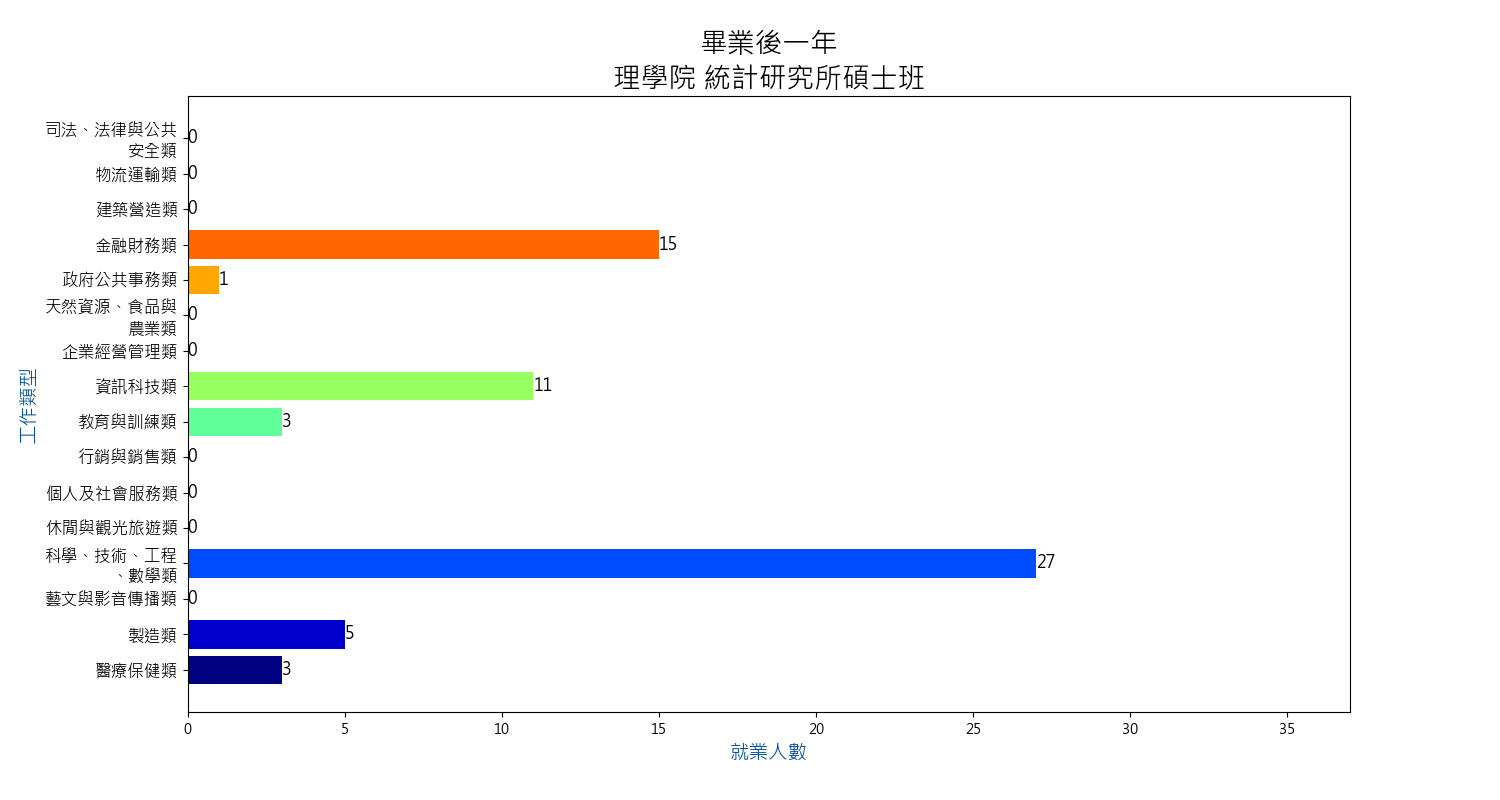 畢業後一年
理學院 統計研究所碩士班
司法、法律與公共
安全類
0
物流運輸類
0
建築營造類
0
金融財務類
15
政府公共事務類
1
天然資源、食品與
農業類
0
企業經營管理類
0
資訊科技類
11
教育與訓練類
3
行銷與銷售類
0
個人及社會服務類
0
休閒與觀光旅遊類
0
科學、技術、工程
、數學類
27
藝文與影音傳播類
0
製造類
5
醫療保健類
3
工作類型
0 5 10 15 20 25 30 35
就業人數